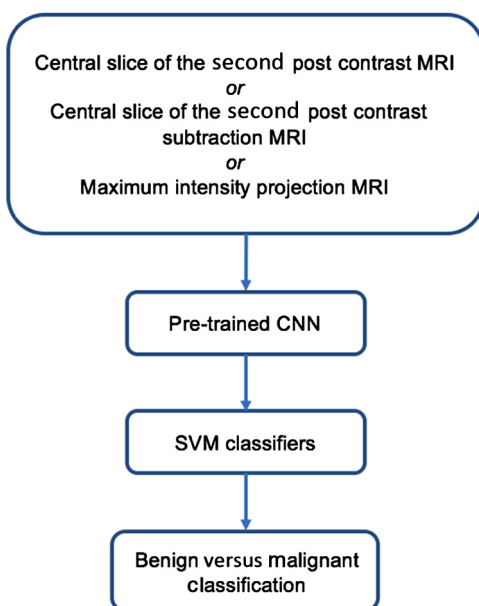 Central slice of the second post contrast MRI
or
Central slice of the second post contrast
subtraction MRI
or
Maximum intensity projection MRI
Pre-trained CNN
SVM classifiers
Benign versus malignant
classification